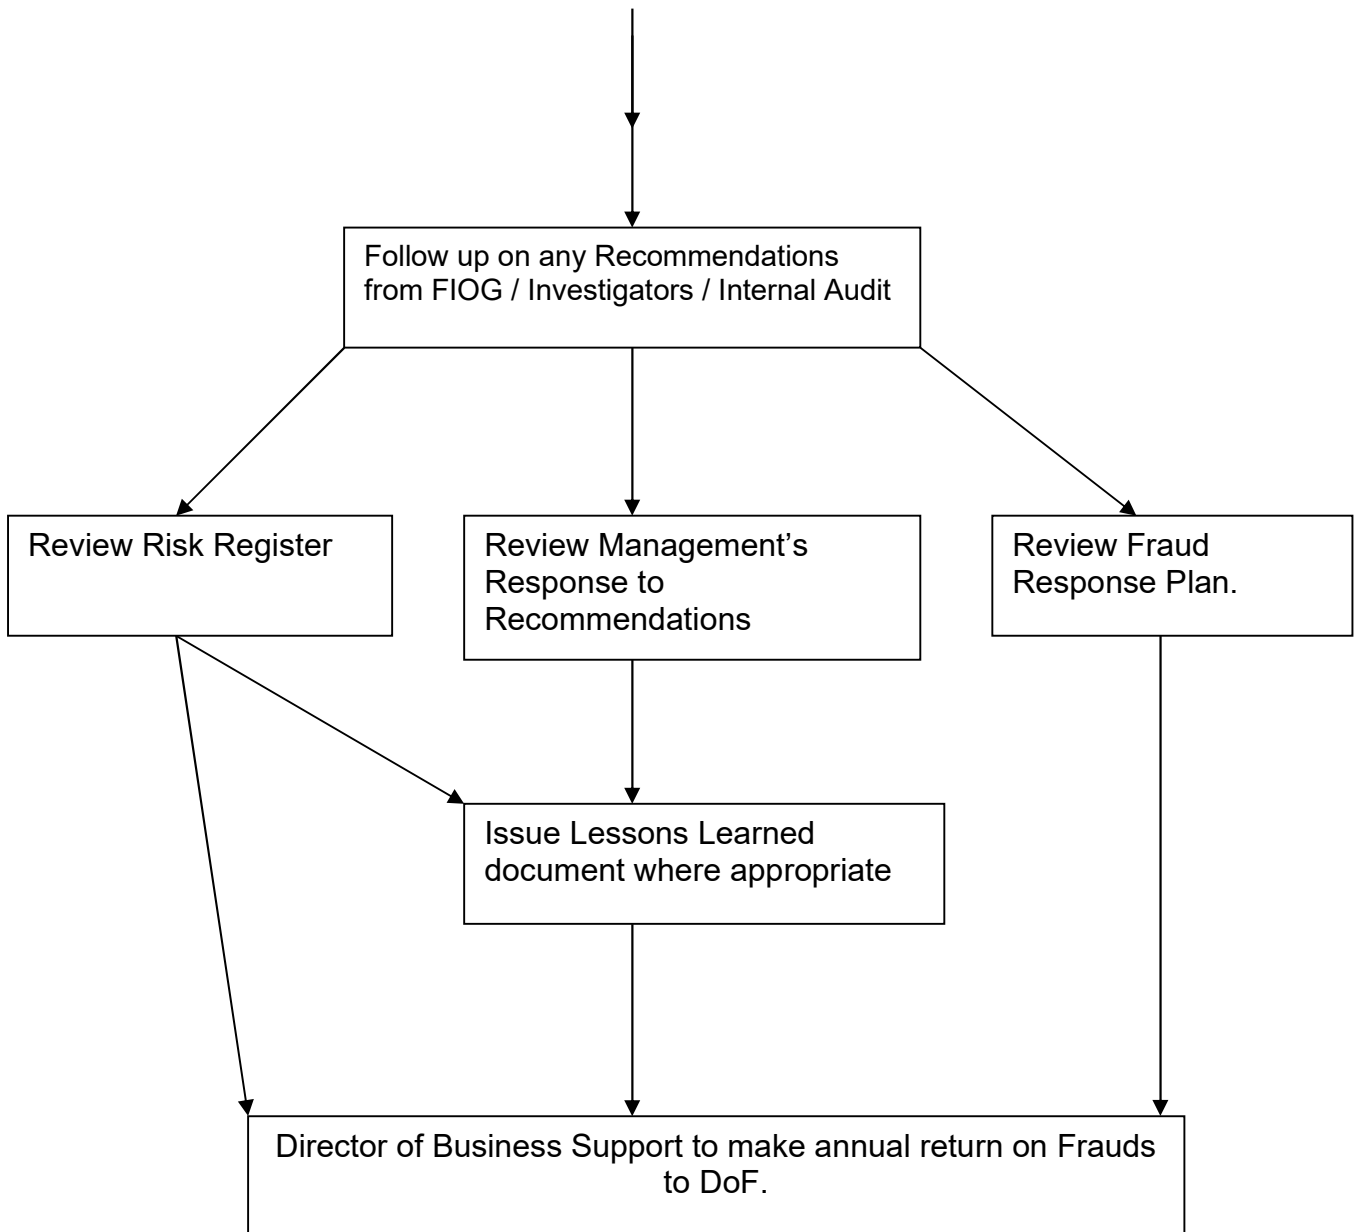 Follow up on any Recommendations
from FIOG / Investigators / Internal Audit
Review Risk Register
Review Management’s
Response to
Recommendations
Review Fraud
Response Plan.
Issue Lessons Learned
document where appropriate
Director of Business Support to make annual return on Frauds
to DoF.